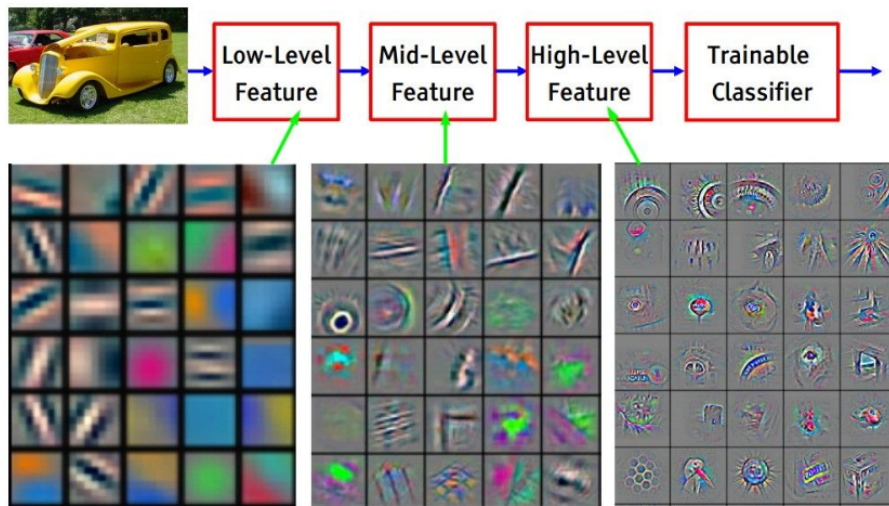 Low-Level
Feature
Mid-Level
Feature
High-Level
Feature
Trainable
Classifier